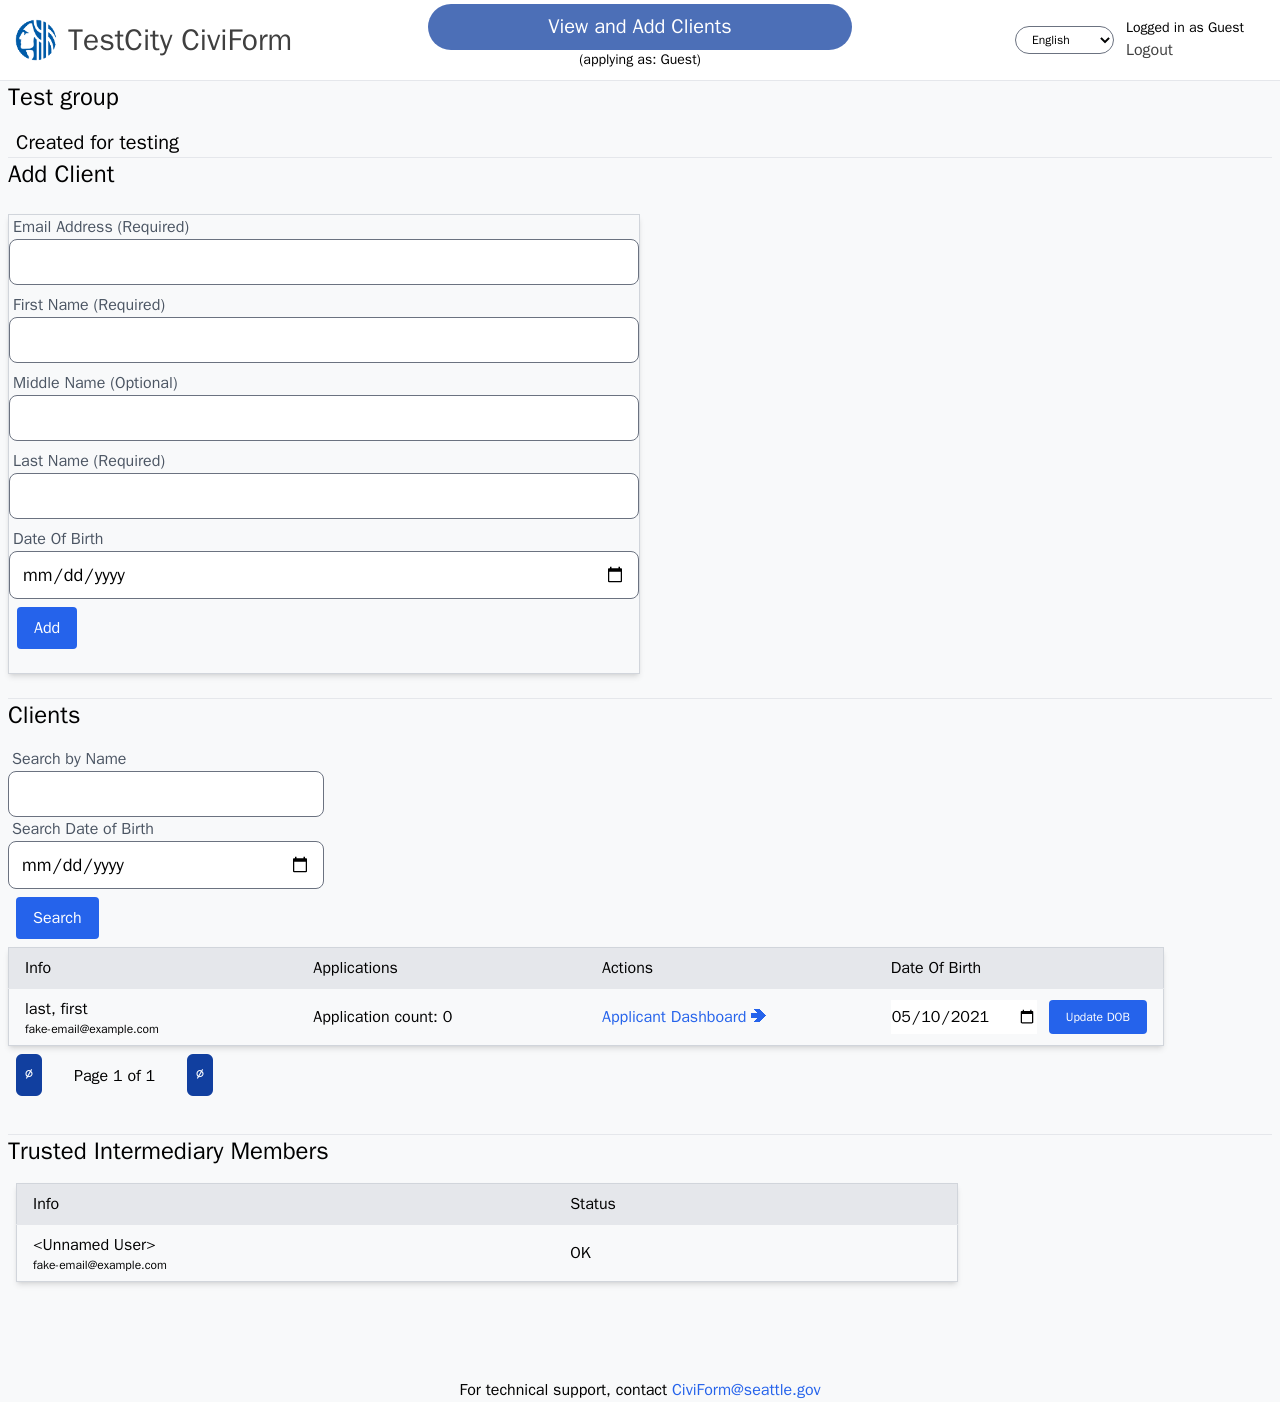 TestCity CiviForm
View and Add Clients
(applying as: Guest)
English
Logged in as Guest
Logout
Test group
Created for testing
Add Client
Email Address (Required)
First Name (Required)
Middle Name (Optional)
Last Name (Required)
Date Of Birth
mm/dd/yyyy
Add
Clients
Search by Name
Search Date of Birth
mm/dd/yyyy
Search
Info Applications Actions Date Of Birth
last, first
fake-email@example.com
Application count: 0
Applicant Dashboard 🡺
05/10/2021
Update DOB
∅ Page 1 of 1 ∅
Trusted Intermediary Members
Info Status
<Unnamed User>
fake-email@example.com
OK
For technical support, contact CiviForm@seattle.gov